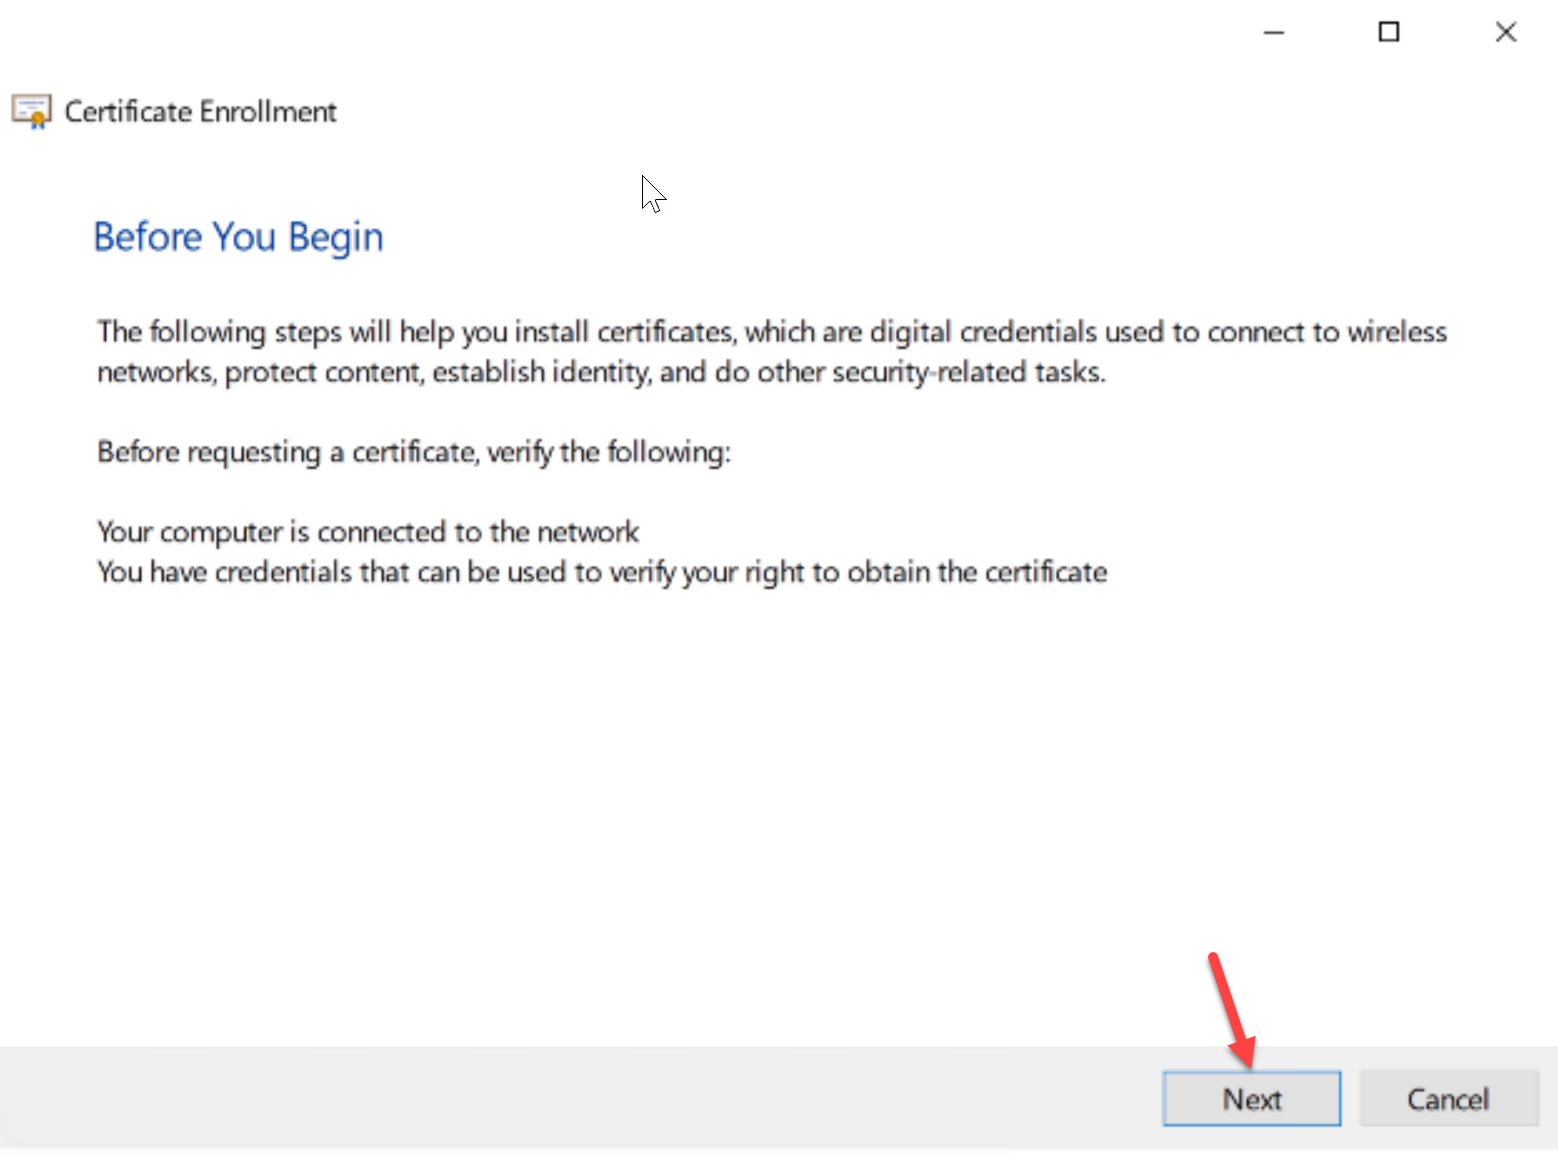 Certificate Enrollment
Before You Begin
The following steps will help you install certificates, which are digital credentials used to connect to wireless
networks, protect content, establish identity, and do other security-related tasks.
Before requesting a certificate, verify the following:
Your computer is connected to the network
You have credentials that can be used to verify your right to obtain the certificate
Next
Cancel